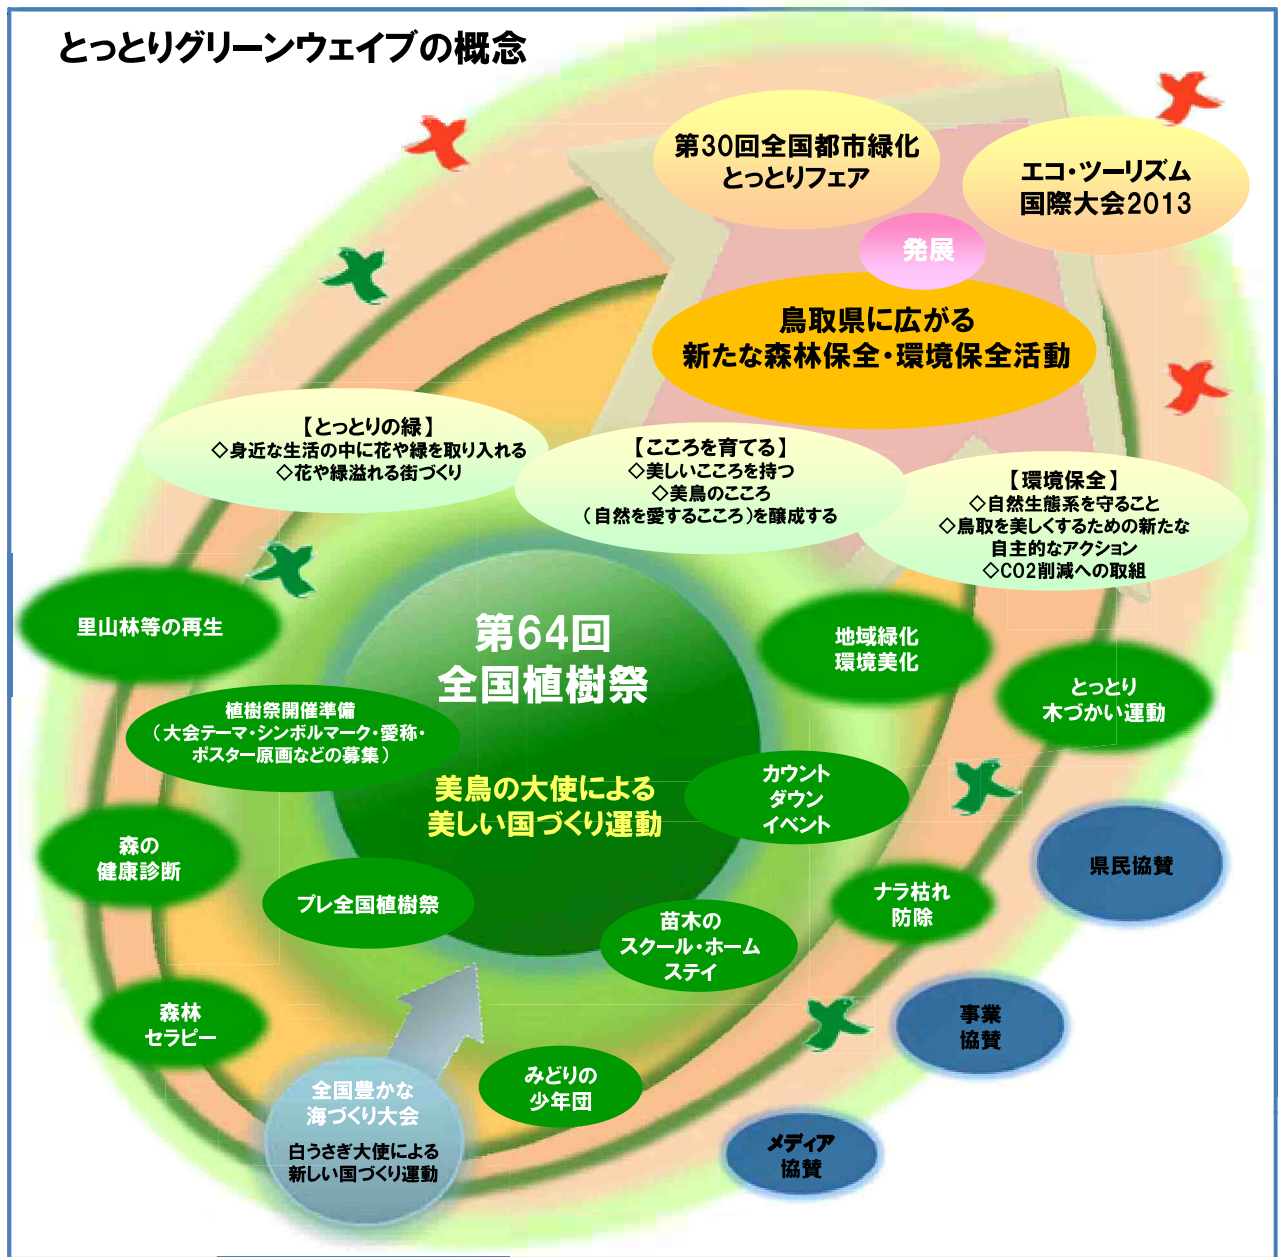 とっとりグリーンウェイブの概念
第30回全国都市緑化
とっとりフェア
エコ・ツーリズム
国際大会2013
発展
鳥取県に広がる
新たな森林保全・環境保全活動
【とっとりの緑】
◇身近な生活の中に花や緑を取り入れる
◇花や緑溢れる街づくり
【こころを育てる】
◇美しいこころを持つ
◇美鳥のこころ
（自然を愛するこころ）を醸成する
【環境保全】
◇自然生態系を守ること
◇鳥取を美しくするための新たな
自主的なアクション
◇CO2削減への取組
里山林等の再生
第64回
全国植樹祭
地域緑化
環境美化
とっとり
木づかい運動
植樹祭開催準備
（大会テーマ・シンボルマーク・愛称・
ポスター原画などの募集）
美鳥の大使による
美しい国づくり運動
カウント
ダウン
イベント
森の
健康診断
県民協賛
プレ全国植樹祭
ナラ枯れ
防除
苗木の
スクール・ホーム
ステイ
森林
セラピー
事業
協賛
全国豊かな
海づくり大会
白うさぎ大使による
新しい国づくり運動
みどりの
少年団
メディア
協賛